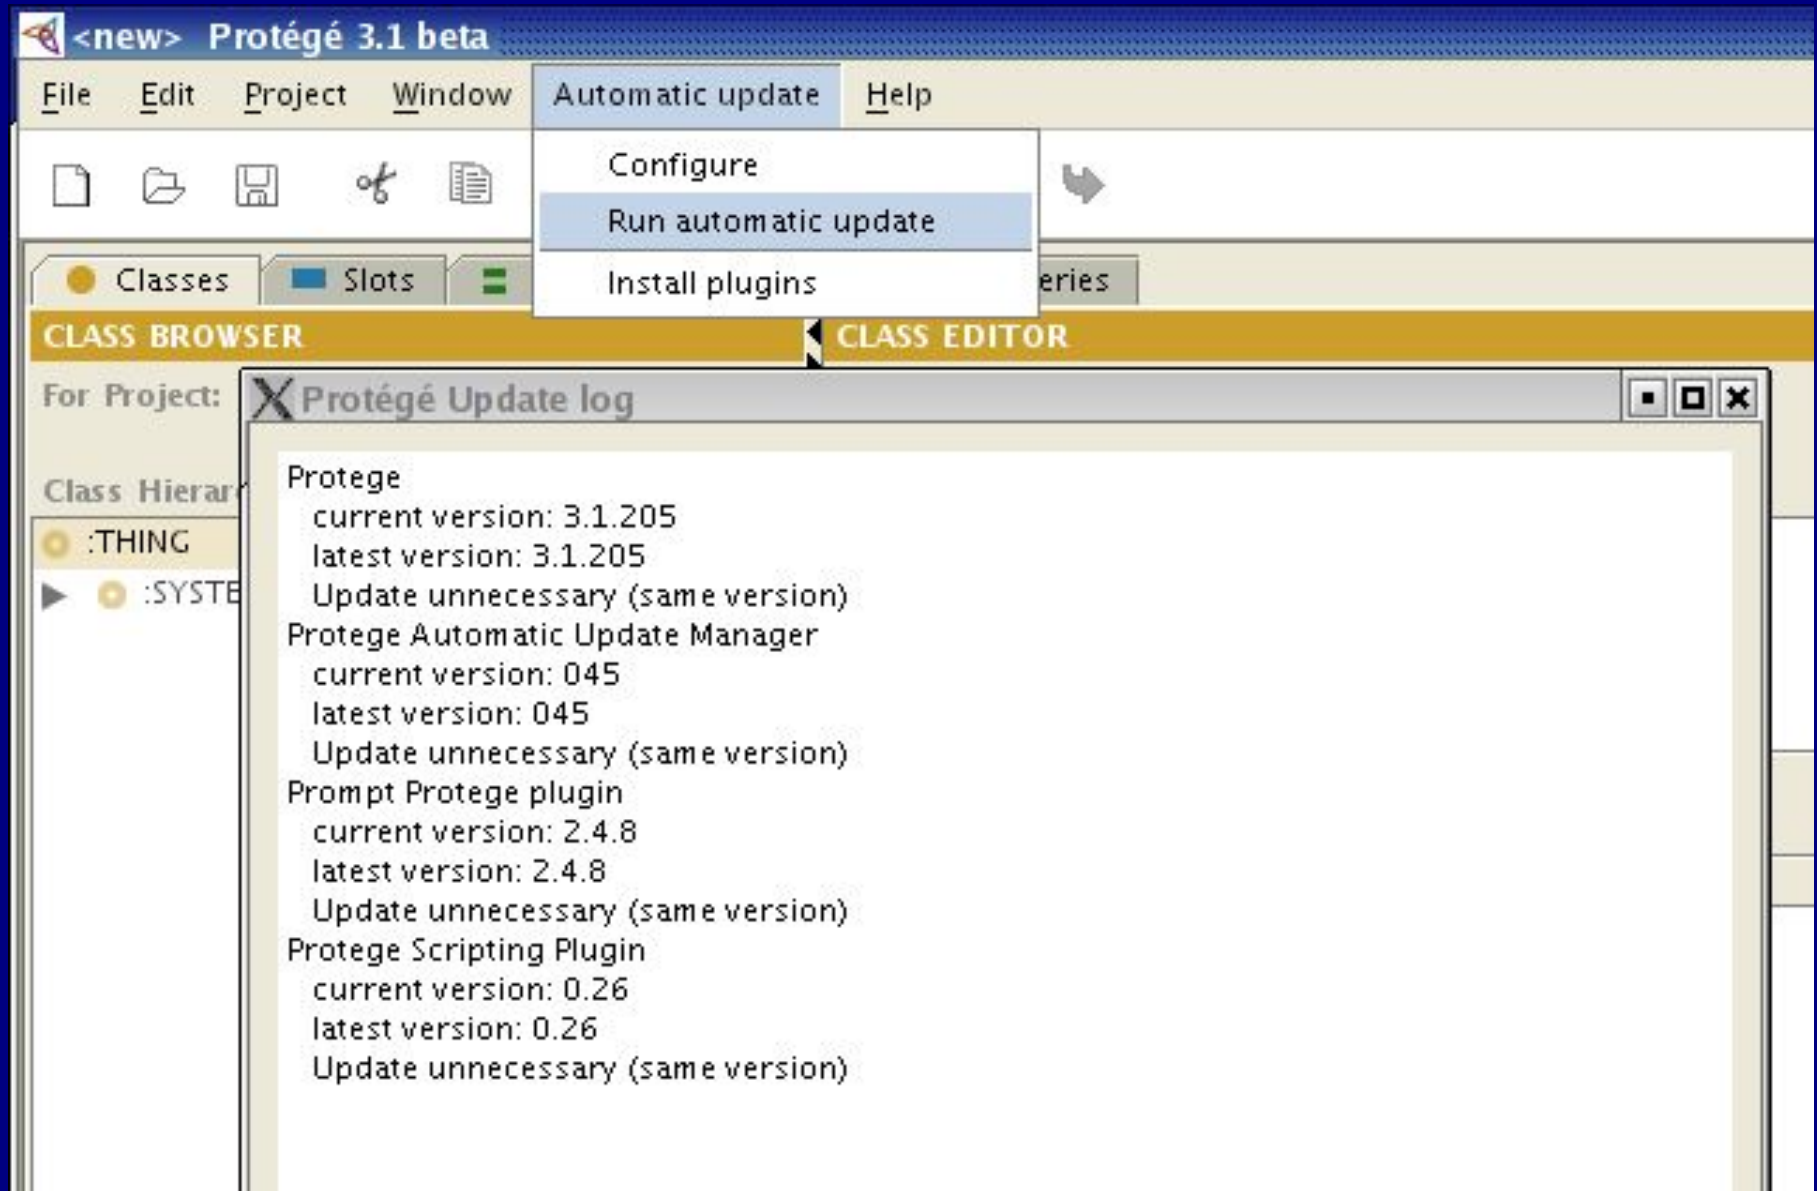 <new> Protégé 3.1 beta
File Edit Project Window Automatic update Help
Configure
Run automatic update
Install plugins
Classes Slots
CLASS BROWSER CLASS EDITOR
For Project:
Protégé Update log
Class
:THING
Protege
current version: 3.1.205
latest version: 3.1.205
Update unnecessary (same version)
Protege Automatic Update Manager
current version: 045
latest version: 045
Update unnecessary (same version)
Prompt Protege plugin
current version: 2.4.8
latest version: 2.4.8
Update unnecessary (same version)
Protege Scripting Plugin
current version: 0.26
latest version: 0.26
Update unnecessary (same version)